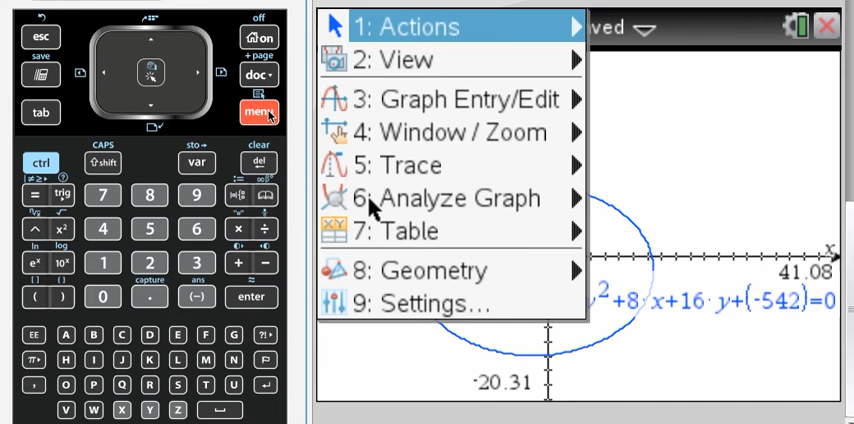 off
esc
on
save
+ page
doc
tab
menu
CAPS
sto→
clear
ctrl
⇧shift
var
del
|≠≥►
:=
= trig 7 8 9
ⁿ√x √
^ x² 4 5 6 × ÷
ln log
eˣ 10ˣ 1 2 3 + −
[ ] { }
capture
ans
≈
( ) 0 . (−) enter
EE A B C D E F G ?!►
π► H I J K L M N
, O P Q R S T U ↵
V W X Y Z
1: Actions
ved
2: View
3: Graph Entry/Edit
4: Window / Zoom
5: Trace
6: Analyze Graph
7: Table
x
41.08
8: Geometry
y²+8·x+16·y+(-542)=0
9: Settings...
-20.31